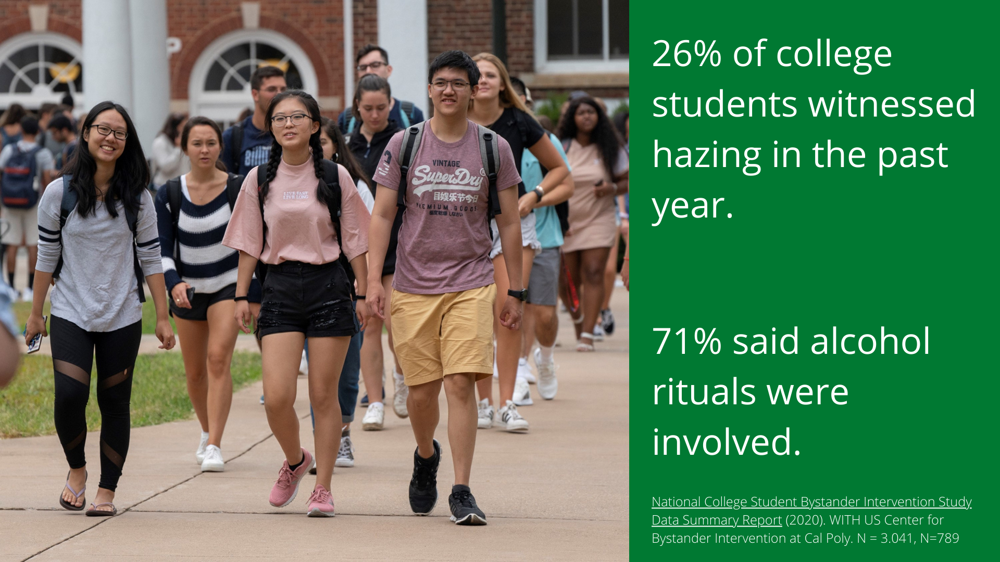 26% of college
students witnessed
hazing in the past
year.
71% said alcohol
rituals were
involved.
National College Student Bystander Intervention Study
Data Summary Report (2020). WITH US Center for
Bystander Intervention at Cal Poly. N = 3.041, N=789
LIVE FAST
LIVE LONG
VINTAGE
SuperDry®
PREMIUM.GOODS